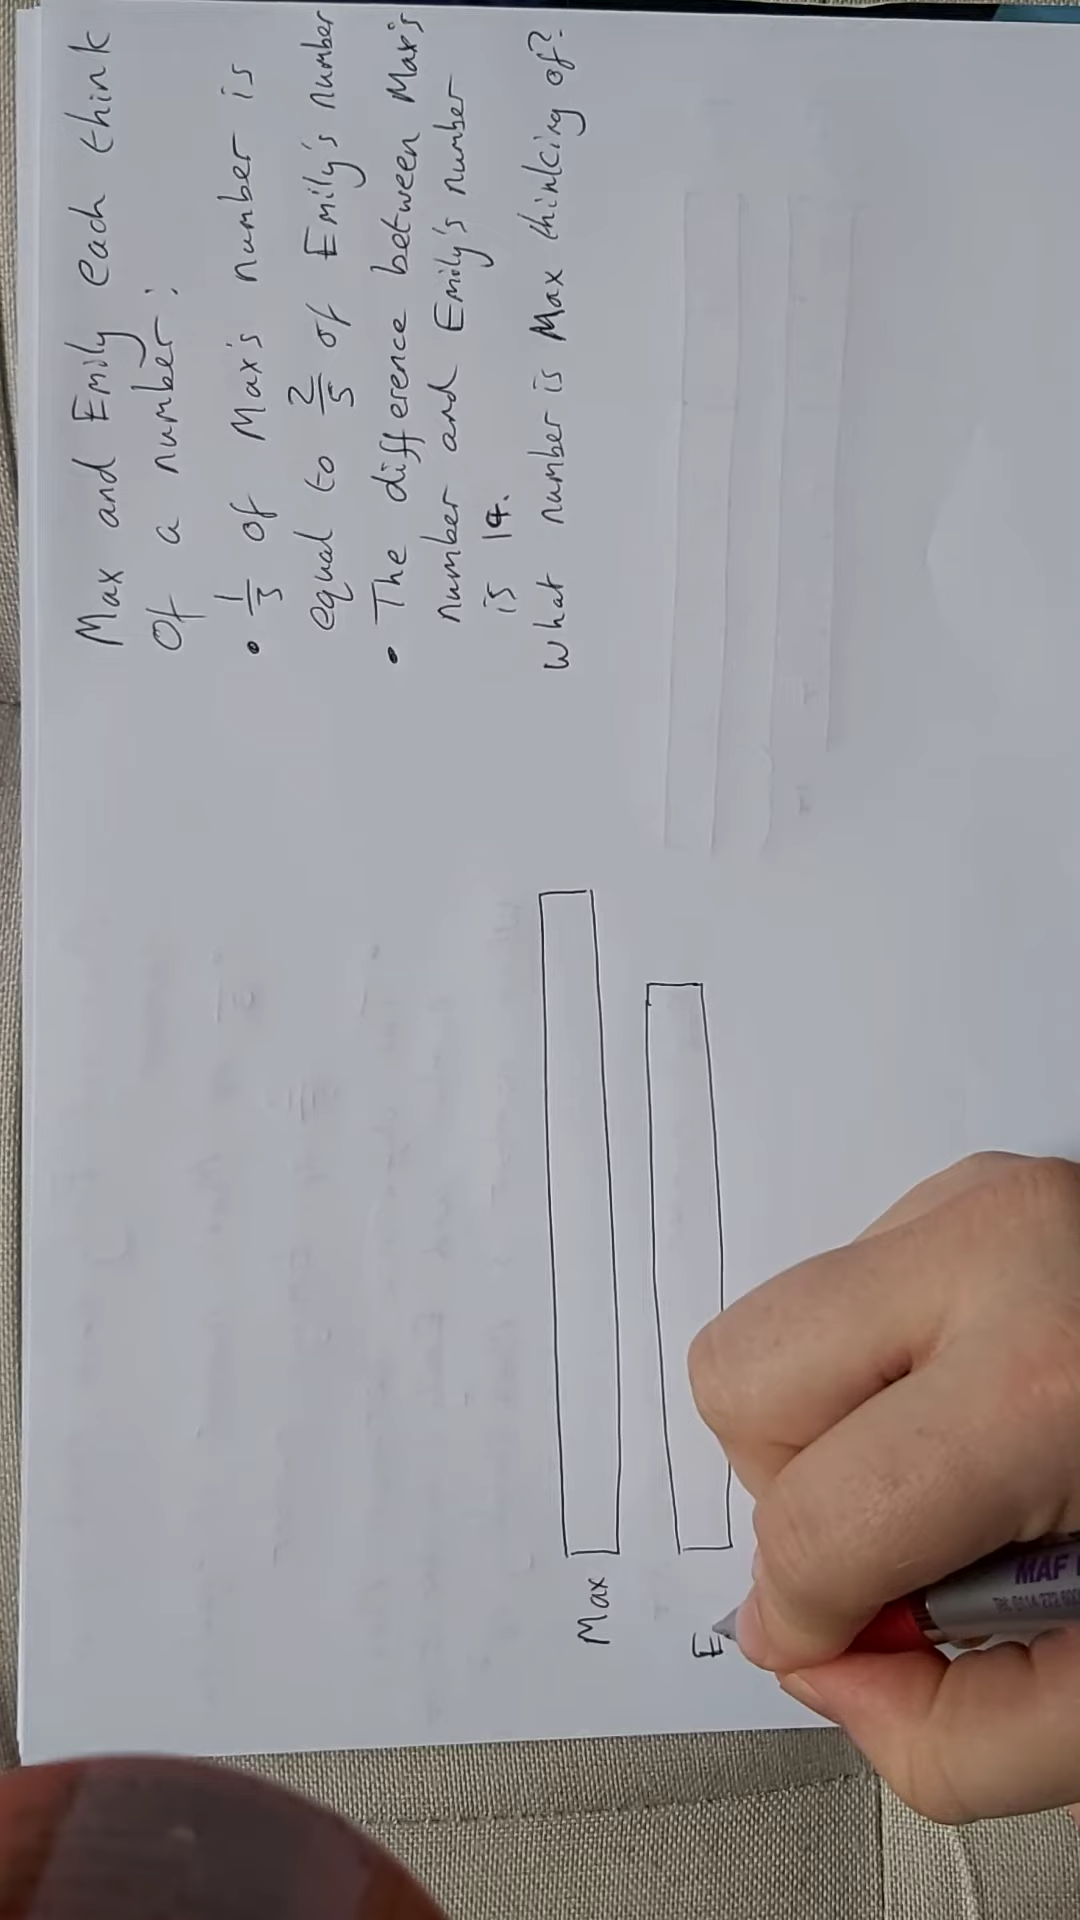 Max and Emily each think
of a number:
• 1/3 of Max's number is
equal to 2/5 of Emily's number
• The difference between Max's
number and Emily's number
is 14.
What number is Max thinking of?
Max
E
MAF